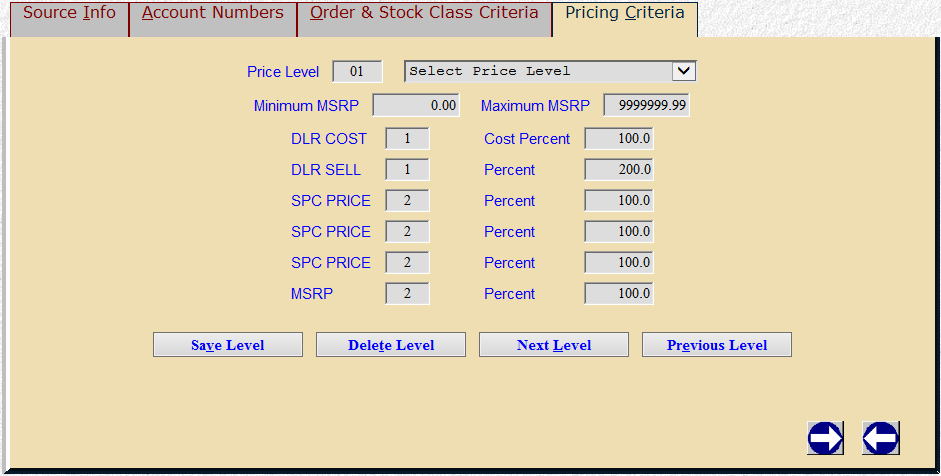 Source Info Account Numbers Order & Stock Class Criteria Pricing Criteria
Price Level 01 Select Price Level
Minimum MSRP 0.00 Maximum MSRP 9999999.99
DLR COST 1 Cost Percent 100.0
DLR SELL 1 Percent 200.0
SPC PRICE 2 Percent 100.0
SPC PRICE 2 Percent 100.0
SPC PRICE 2 Percent 100.0
MSRP 2 Percent 100.0
Save Level Delete Level Next Level Previous Level